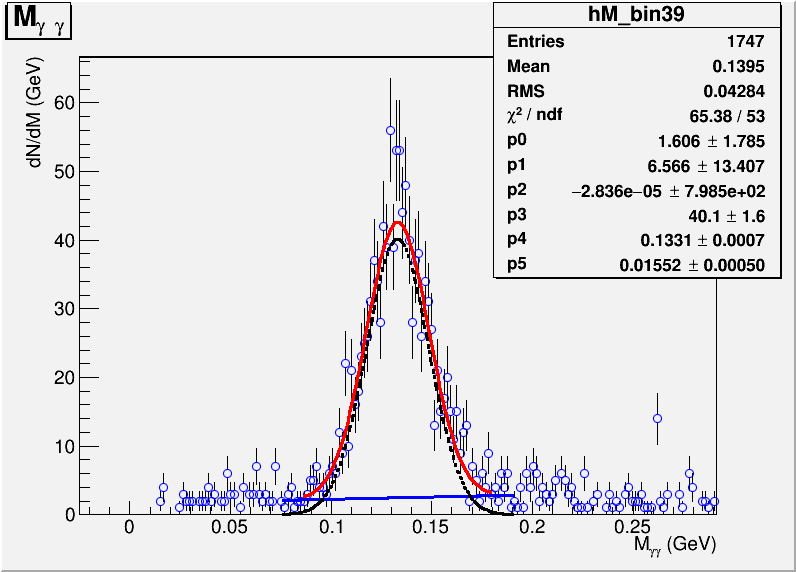 M γ γ
hM_bin39
Entries 1747
Mean 0.1395
RMS 0.04284
χ² / ndf 65.38 / 53
p0 1.606 ± 1.785
p1 6.566 ± 13.407
p2 −2.836e−05 ± 7.985e+02
p3 40.1 ± 1.6
p4 0.1331 ± 0.0007
p5 0.01552 ± 0.00050
dN/dM (GeV)
60
50
40
30
20
10
0
0 0.05 0.1 0.15 0.2 0.25
Mγγ (GeV)